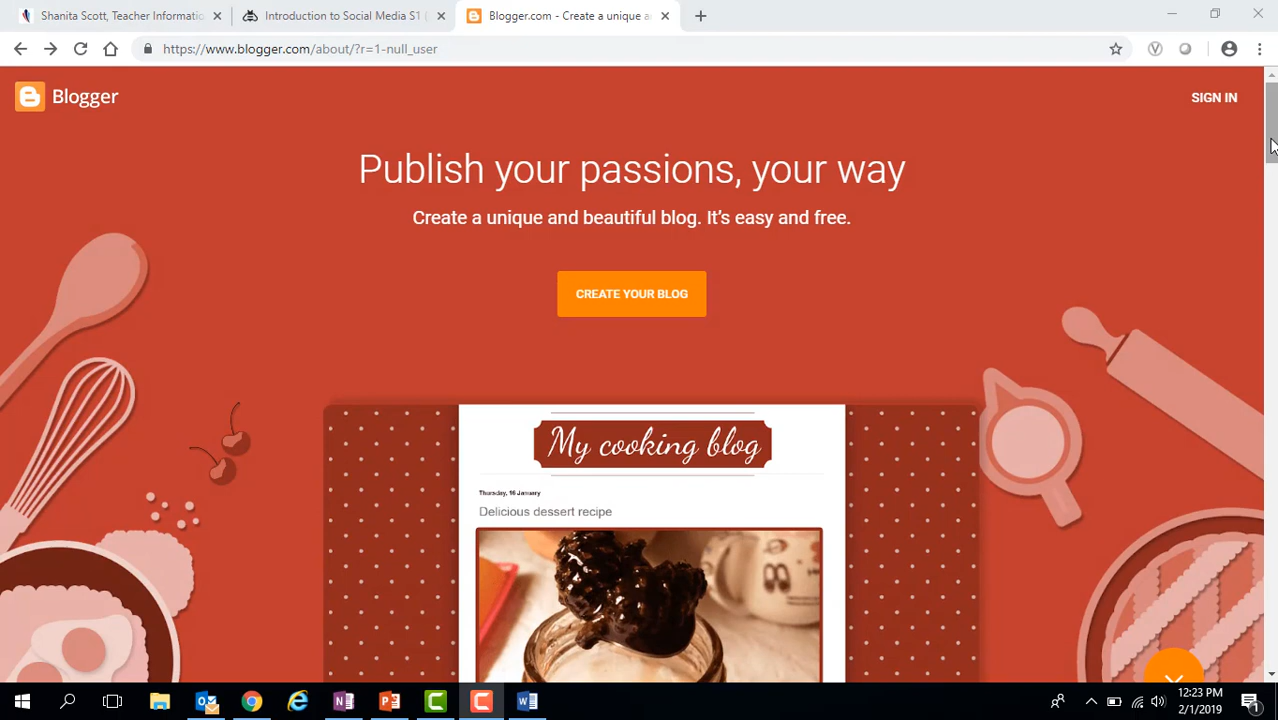 Shanita Scott, Teacher Informatio
Introduction to Social Media S1 (
Blogger.com - Create a unique a
https://www.blogger.com/about/?r=1-null_user
Blogger
SIGN IN
Publish your passions, your way
Create a unique and beautiful blog. It's easy and free.
CREATE YOUR BLOG
My cooking blog
Thursday, 16 January
Delicious dessert recipe
12:23 PM
2/1/2019